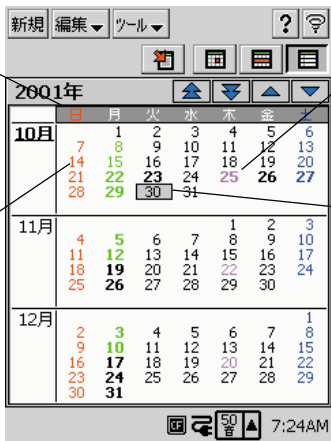 新規 編集 ツール ?
2001年
日 月 火 水 木 金 土
10月 1 2 3 4 5 6
7 8 9 10 11 12 13
14 15 16 17 18 19 20
21 22 23 24 25 26 27
28 29 30 31
11月 1 2 3
4 5 6 7 8 9 10
11 12 13 14 15 16 17
18 19 20 21 22 23 24
25 26 27 28 29 30
12月 1
2 3 4 5 6 7 8
9 10 11 12 13 14 15
16 17 18 19 20 21 22
23 24 25 26 27 28 29
30 31
7:24AM